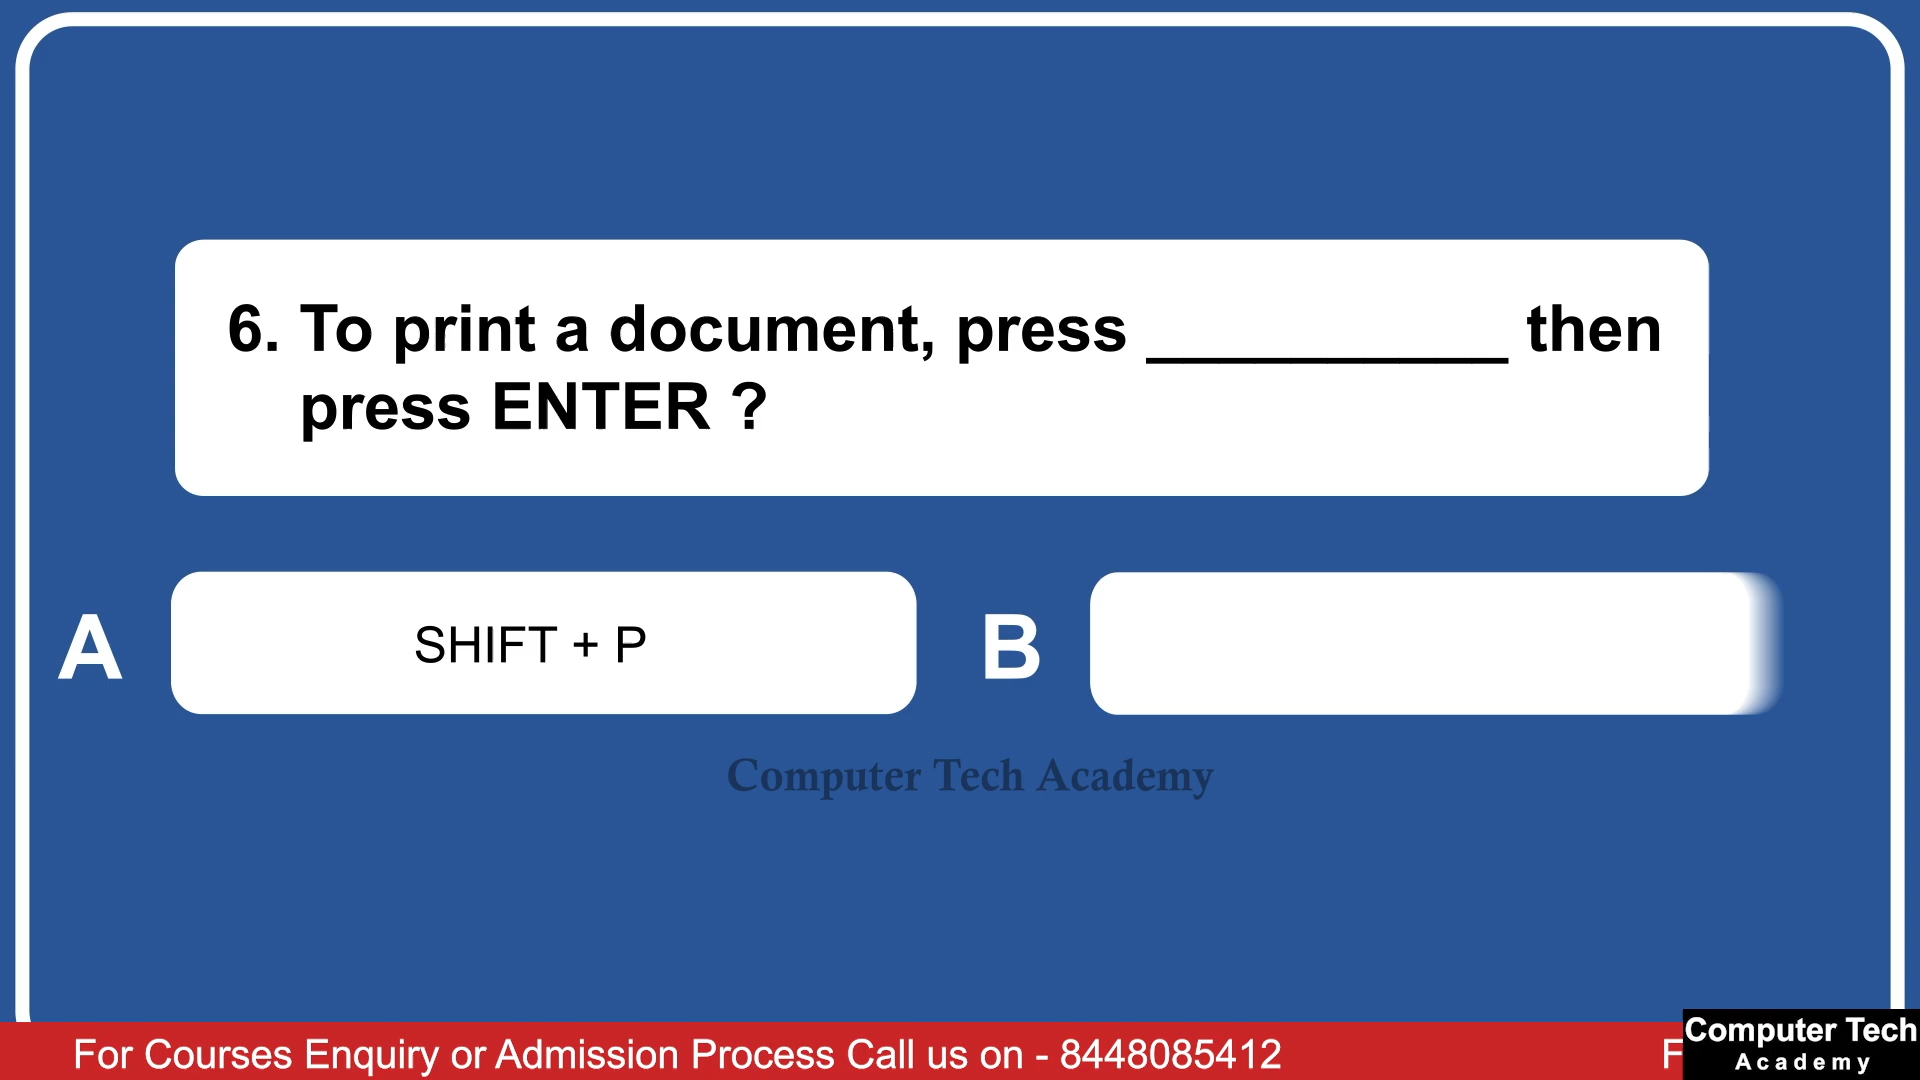 6. To print a document, press __________ then
press ENTER ?
A
SHIFT + P
B
Computer Tech Academy
For Courses Enquiry or Admission Process Call us on - 8448085412
F
Computer Tech
Academy